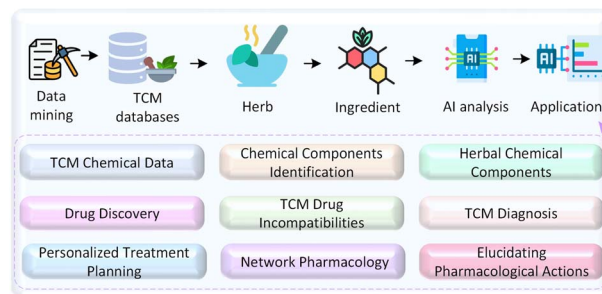 Data
mining
TCM
databases
Herb
Ingredient
AI
AI analysis
AI
Application
TCM Chemical Data
Chemical Components
Identification
Herbal Chemical
Components
Drug Discovery
TCM Drug
Incompatibilities
TCM Diagnosis
Personalized Treatment
Planning
Network Pharmacology
Elucidating
Pharmacological Actions